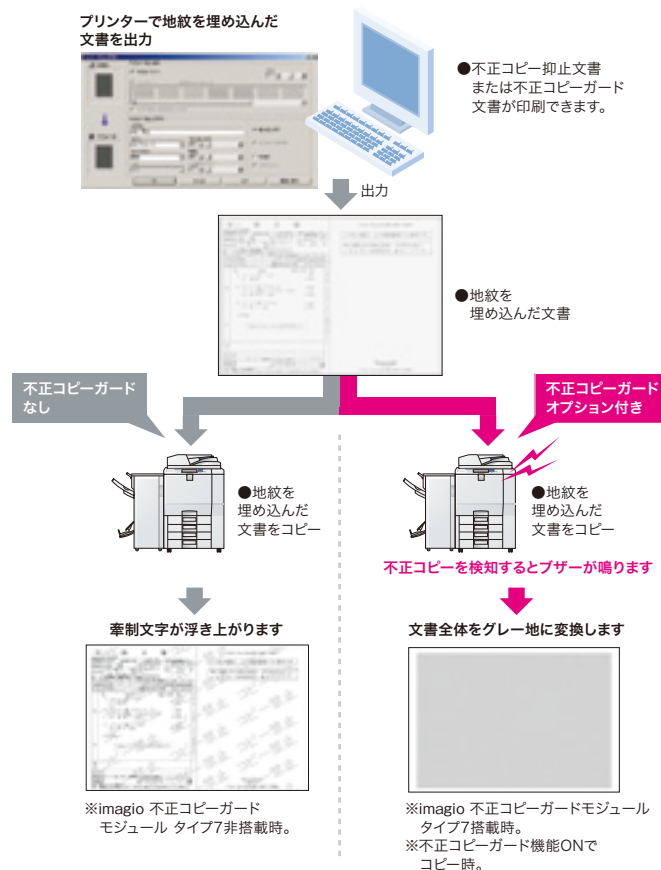 プリンターで地紋を埋め込んだ
文書を出力
●不正コピー抑止文書
または不正コピーガード
文書が印刷できます。
出力
●地紋を
埋め込んだ文書
不正コピーガード
なし
不正コピーガード
オプション付き
●地紋を
埋め込んだ
文書をコピー
●地紋を
埋め込んだ
文書をコピー
不正コピーを検知するとブザーが鳴ります
牽制文字が浮き上がります
文書全体をグレー地に変換します
※imagio 不正コピーガード
モジュール タイプ7非搭載時。
※imagio 不正コピーガードモジュール
タイプ7搭載時。
※不正コピーガード機能ONで
コピー時。